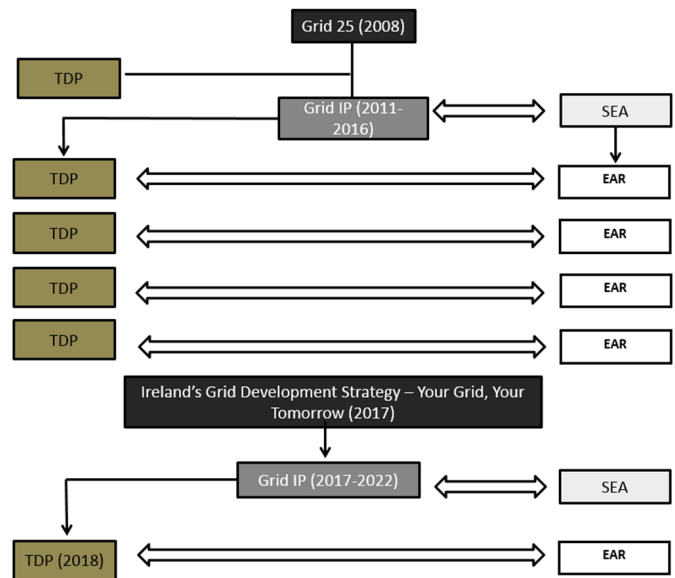 Grid 25 (2008)
TDP
Grid IP (2011-
2016)
SEA
TDP
EAR
TDP
EAR
TDP
EAR
TDP
EAR
Ireland's Grid Development Strategy – Your Grid, Your
Tomorrow (2017)
Grid IP (2017-2022)
SEA
TDP (2018)
EAR